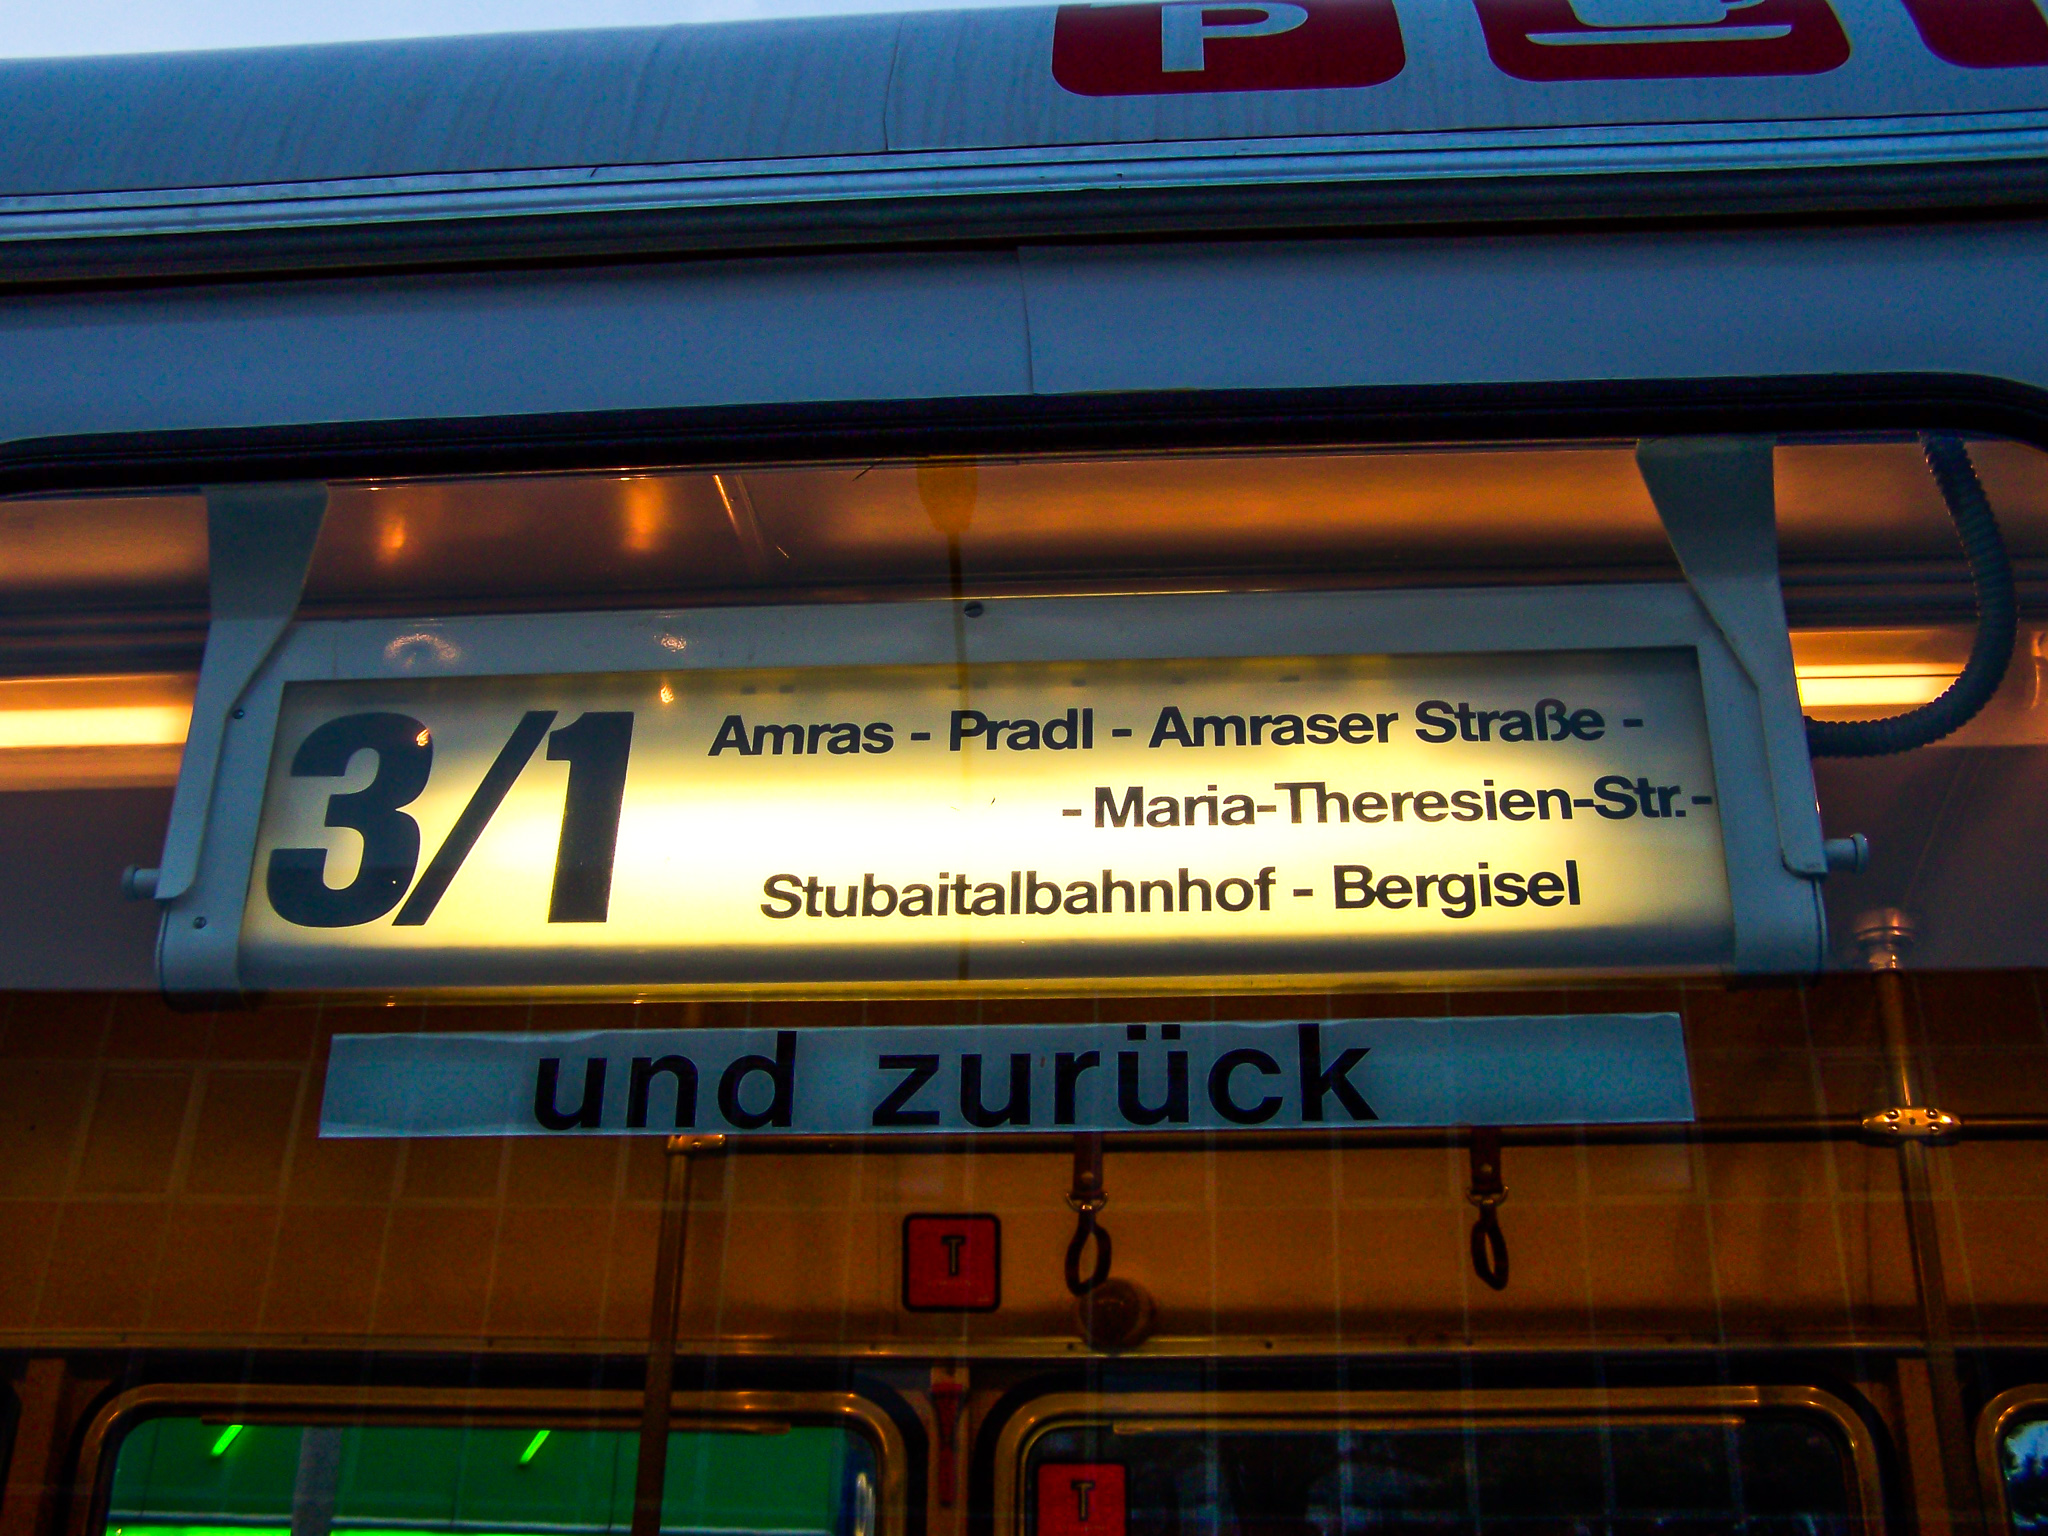 P
3/1
Amras - Pradl - Amraser Straße -
- Maria-Theresien-Str.-
Stubaitalbahnhof - Bergisel
und zurück
T
T